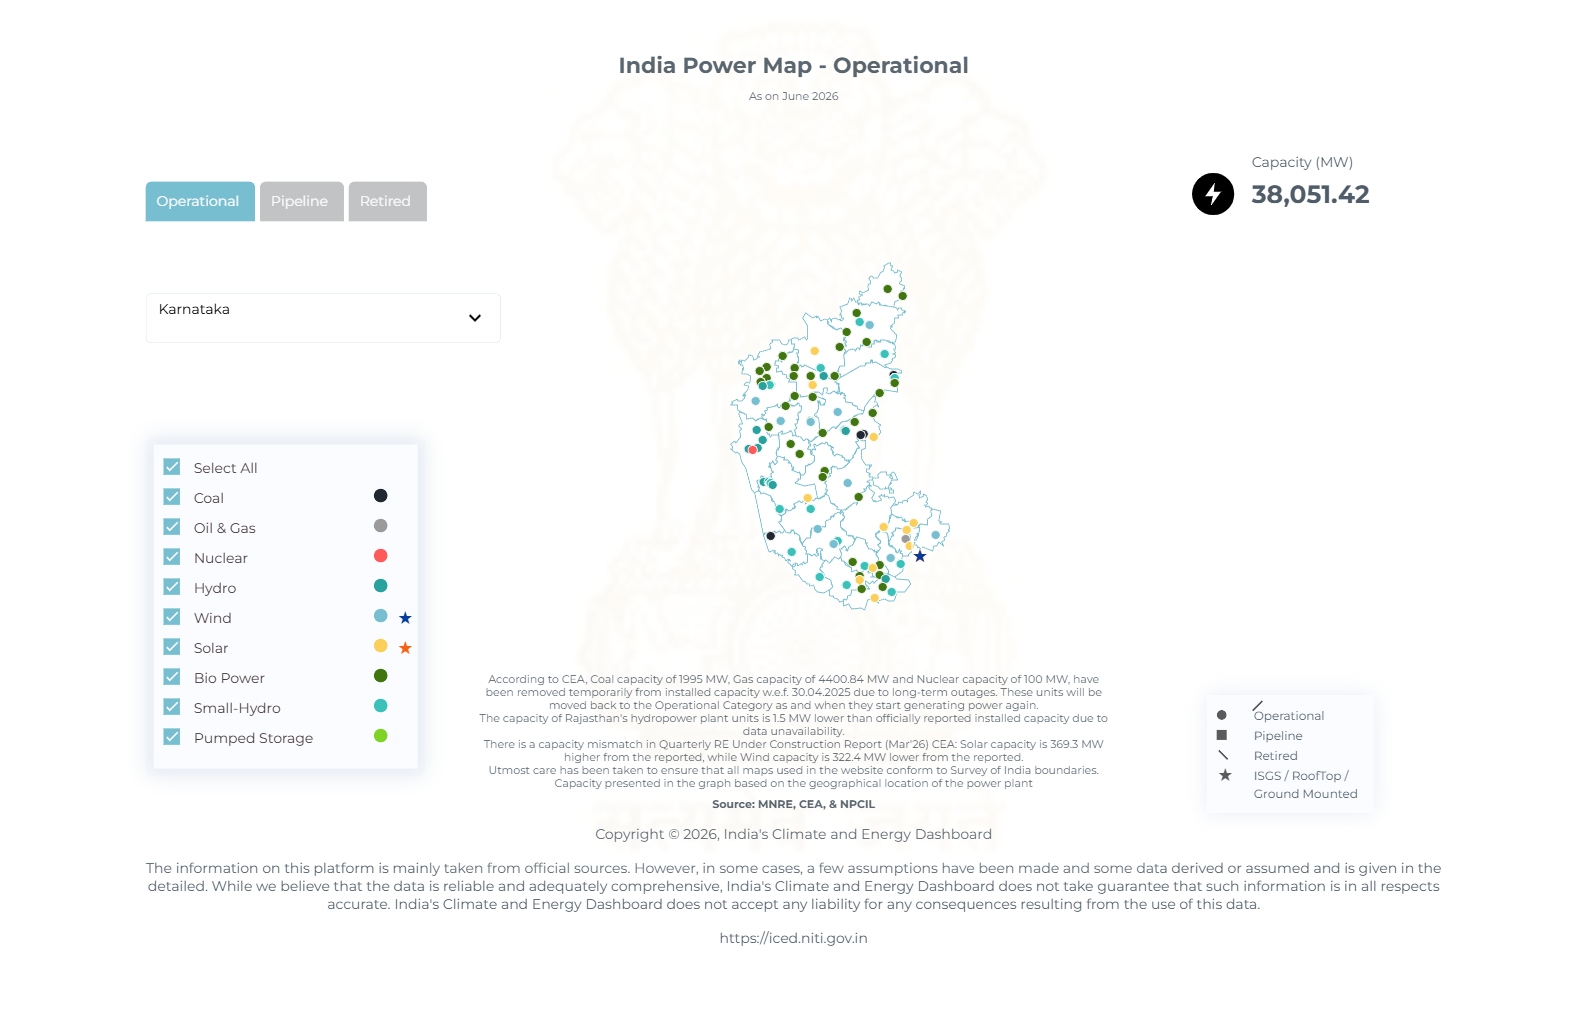 India Power Map - Operational
As on June 2026
Capacity (MW)
38,051.42
Operational
Pipeline
Retired
Karnataka
Select All
Coal
Oil & Gas
Nuclear
Hydro
Wind
Solar
Bio Power
Small-Hydro
Pumped Storage
According to CEA, Coal capacity of 1995 MW, Gas capacity of 4400.84 MW and Nuclear capacity of 100 MW, have
been removed temporarily from installed capacity w.e.f. 30.04.2025 due to long-term outages. These units will be
moved back to the Operational Category as and when they start generating power again.
The capacity of Rajasthan's hydropower plant units is 1.5 MW lower than officially reported installed capacity due to
data unavailability.
There is a capacity mismatch in Quarterly RE Under Construction Report (Mar'26) CEA: Solar capacity is 369.3 MW
higher from the reported, while Wind capacity is 322.4 MW lower from the reported.
Utmost care has been taken to ensure that all maps used in the website conform to Survey of India boundaries.
Capacity presented in the graph based on the geographical location of the power plant
Source: MNRE, CEA, & NPCIL
Operational
Pipeline
Retired
ISGS / RoofTop /
Ground Mounted
Copyright © 2026, India's Climate and Energy Dashboard
The information on this platform is mainly taken from official sources. However, in some cases, a few assumptions have been made and some data derived or assumed and is given in the
detailed. While we believe that the data is reliable and adequately comprehensive, India's Climate and Energy Dashboard does not take guarantee that such information is in all respects
accurate. India's Climate and Energy Dashboard does not accept any liability for any consequences resulting from the use of this data.
https://iced.niti.gov.in